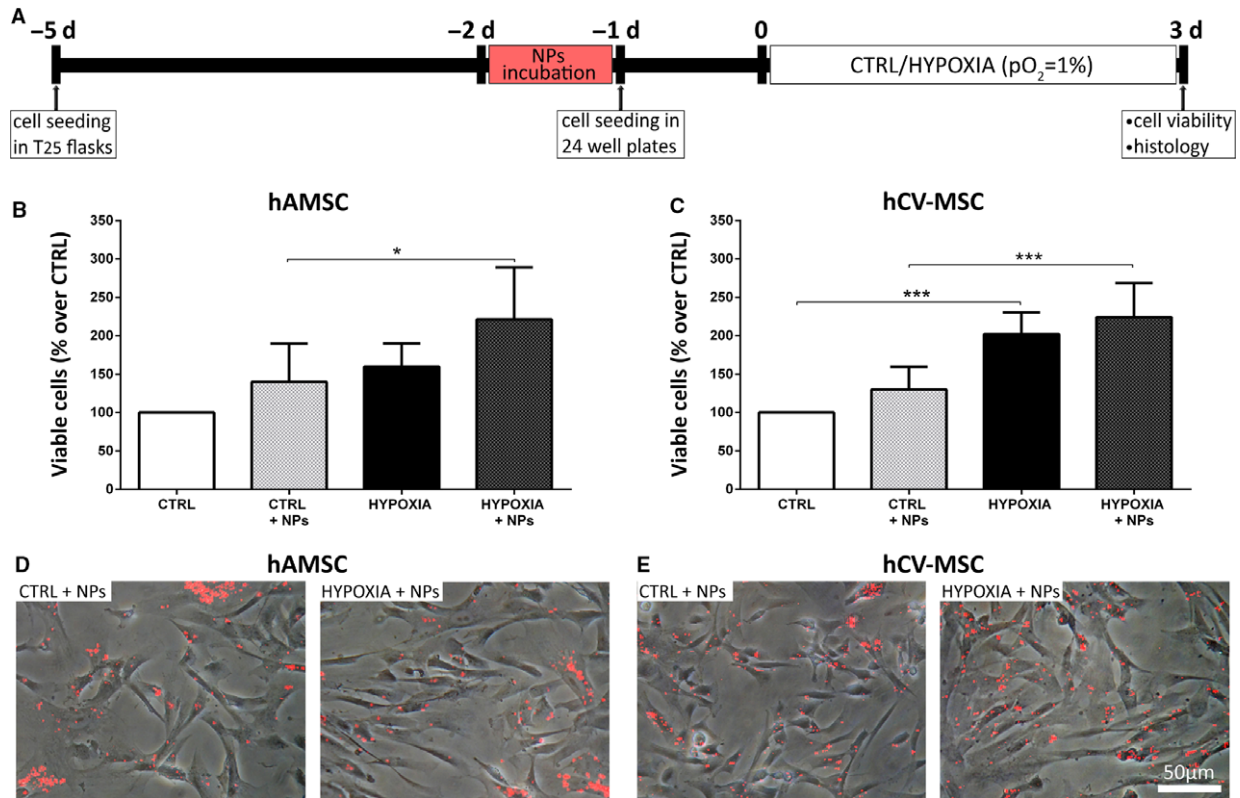 A
–5 d –2 d –1 d 0 3 d
NPs
incubation
CTRL/HYPOXIA (pO2=1%)
cell seeding
in T25 flasks
cell seeding in
24 well plates
•cell viability
•histology
B
hAMSC
Viable cells (% over CTRL)
350
300
250
200
150
100
50
0
*
CTRL
CTRL
+ NPs
HYPOXIA
HYPOXIA
+ NPs
C
hCV-MSC
Viable cells (% over CTRL)
350
300
250
200
150
100
50
0
***
***
CTRL
CTRL
+ NPs
HYPOXIA
HYPOXIA
+ NPs
D
hAMSC
CTRL + NPs
HYPOXIA + NPs
E
hCV-MSC
CTRL + NPs
HYPOXIA + NPs
50µm